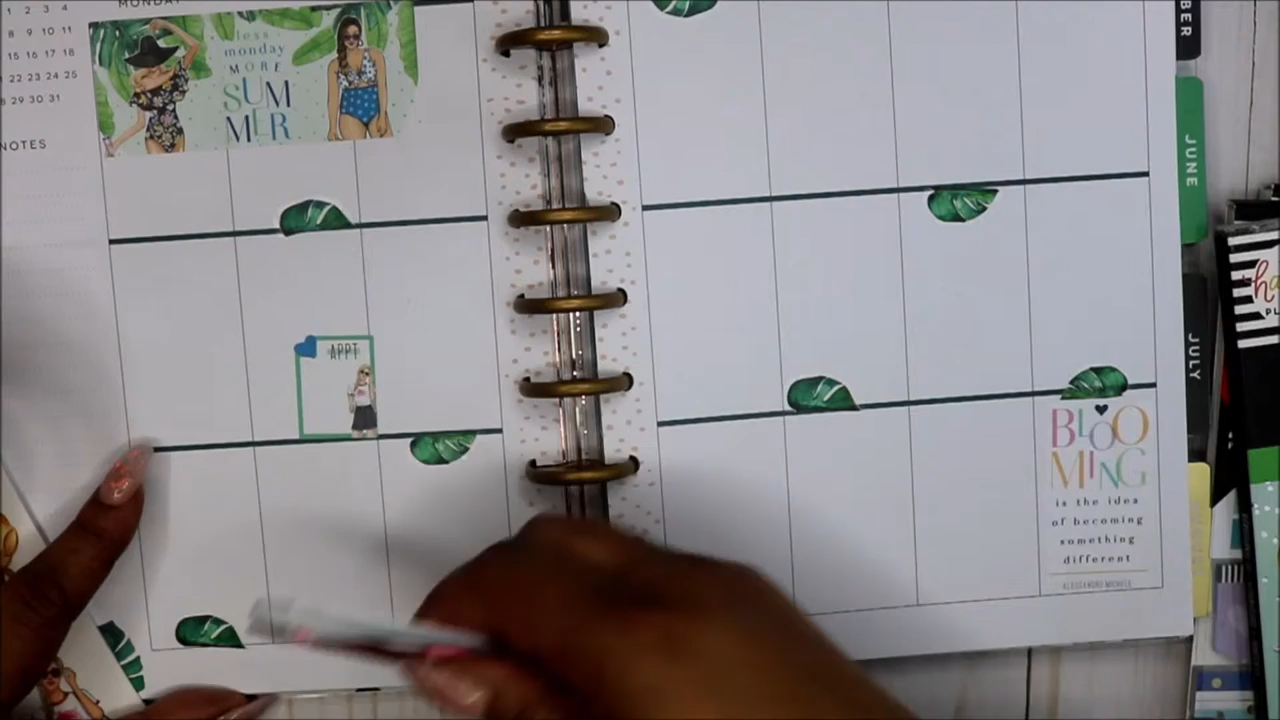 1 2 3 4
8 9 10 11
15 16 17 18
22 23 24 25
29 30 31
NOTES
MONDAY
less
monday
MORE
SUM
MER
APPT
BLOO
MING
is the idea
of becoming
something
different
BER
JUNE
JULY